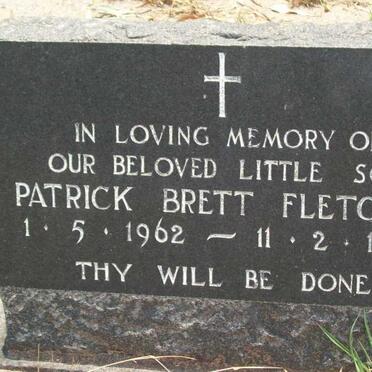 IN LOVING MEMORY O
OUR BELOVED LITTLE S
PATRICK BRETT FLETC
1 · 5 · 1962 – 11 · 2 · 1
THY WILL BE DONE